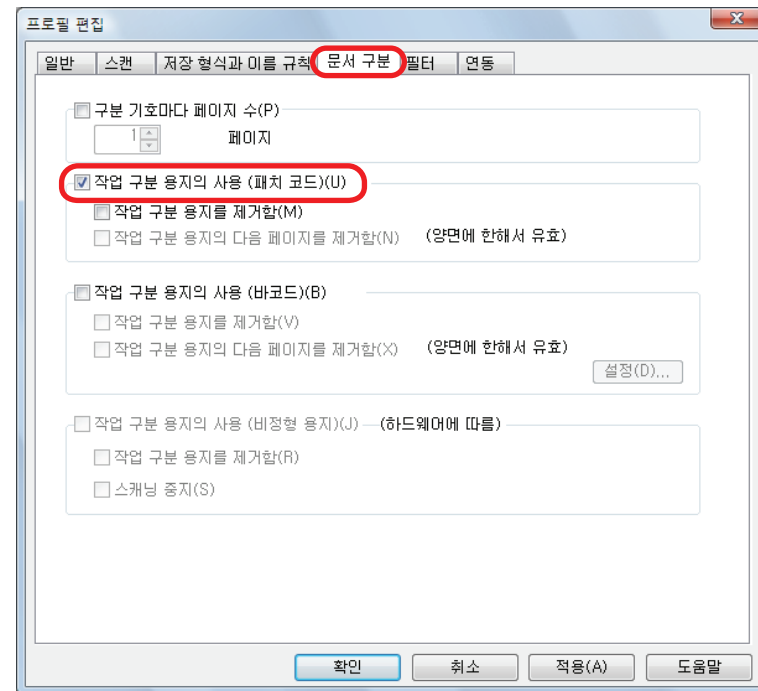 프로필 편집
일반 스캔 저장 형식과 이름 규칙 문서 구분 필터 연동
구분 기호마다 페이지 수(P)
1 페이지
작업 구분 용지의 사용 (패치 코드)(U)
작업 구분 용지를 제거함(M)
작업 구분 용지의 다음 페이지를 제거함(N) (양면에 한해서 유효)
작업 구분 용지의 사용 (바코드)(B)
작업 구분 용지를 제거함(V)
작업 구분 용지의 다음 페이지를 제거함(X) (양면에 한해서 유효)
설정(D)...
작업 구분 용지의 사용 (비정형 용지)(J) (하드웨어에 따름)
작업 구분 용지를 제거함(R)
스캐닝 중지(S)
확인 취소 적용(A) 도움말